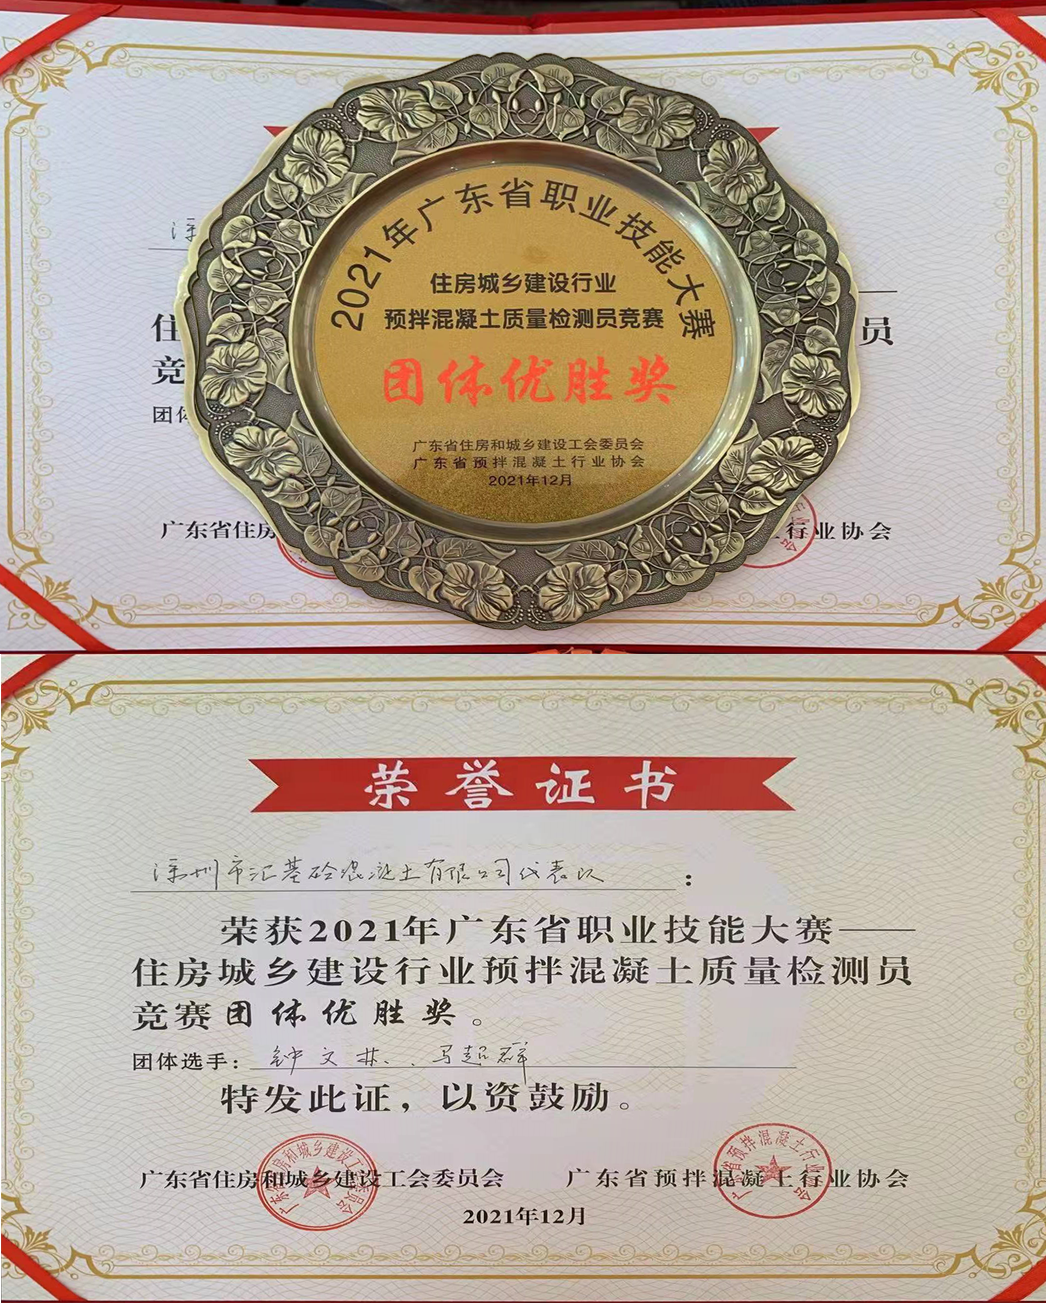 2021年广东省职业技能大赛
住房城乡建设行业
预拌混凝土质量检测员竞赛
团体优胜奖
广东省住房和城乡建设工会委员会
广东省预拌混凝土行业协会
2021年12月
住
员
竞
团体
广东省住房
土行业协会
荣誉证书
深圳市汇基砼混凝土有限公司代表队：
荣获2021年广东省职业技能大赛——
住房城乡建设行业预拌混凝土质量检测员
竞赛团体优胜奖。
团体选手：钟文林、马超群
特发此证，以资鼓励。
广东省住房和城乡建设工会委员会 广东省预拌混凝土行业协会
2021年12月